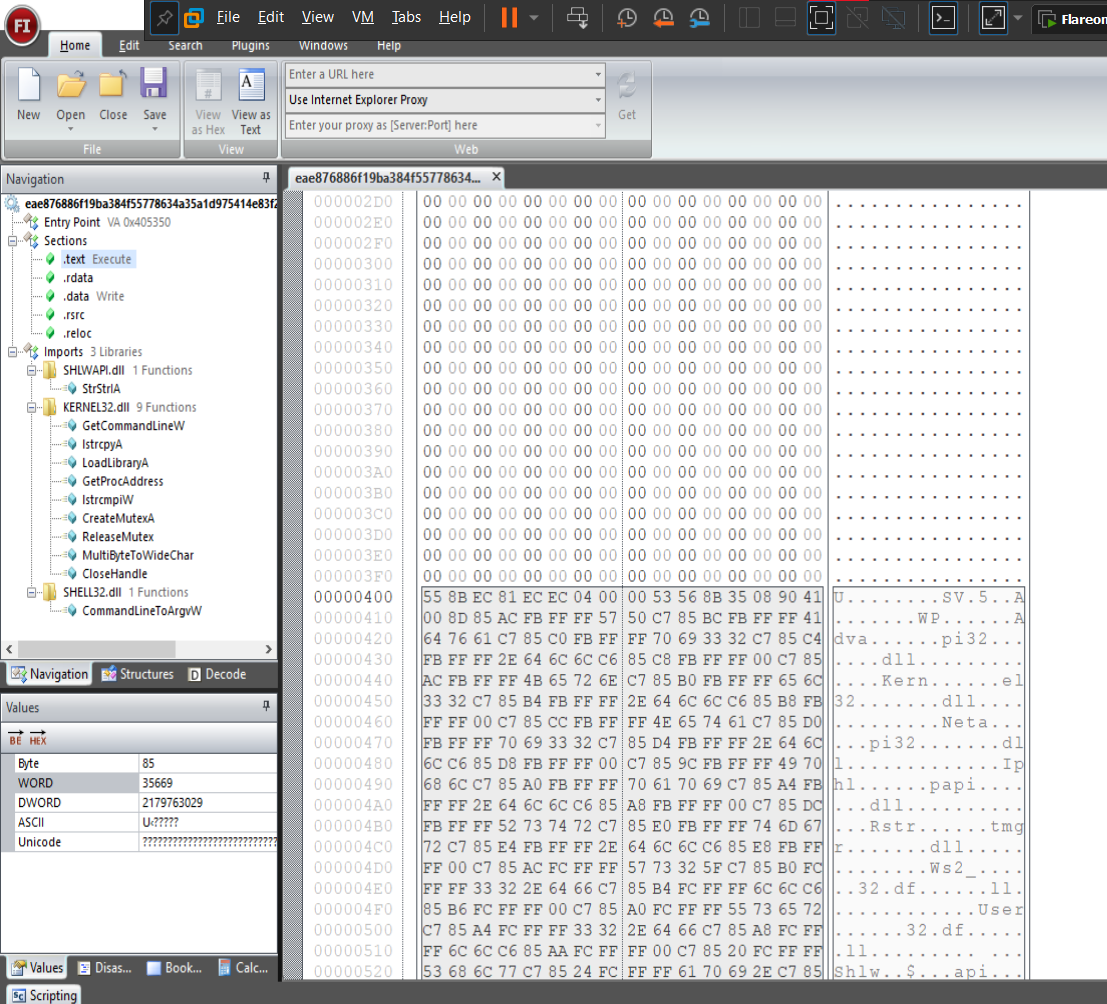 FI
File Edit View VM Tabs Help
Flareon
Home Edit Search Plugins Windows Help
New Open Close Save
View as Hex
View as Text
Enter a URL here
Use Internet Explorer Proxy
Enter your proxy as [Server:Port] here
Get
File View Web
Navigation
eae876886f19ba384f55778634a35a1d975414e83f2
Entry Point VA 0x405350
Sections
.text Execute
.rdata
.data Write
.rsrc
.reloc
Imports 3 Libraries
SHLWAPI.dll 1 Functions
StrStrIA
KERNEL32.dll 9 Functions
GetCommandLineW
lstrcpyA
LoadLibraryA
GetProcAddress
lstrcmpiW
CreateMutexA
ReleaseMutex
MultiByteToWideChar
CloseHandle
SHELL32.dll 1 Functions
CommandLineToArgvW
Navigation Structures Decode
Values
BE HEX
Byte 85
WORD 35669
DWORD 2179763029
ASCII U‹?????
Unicode ???????????????????????????
Values Disas... Book... Calc...
Scripting
eae876886f19ba384f55778634...
000002D0 00 00 00 00 00 00 00 00 00 00 00 00 00 00 00 00 ................
000002E0 00 00 00 00 00 00 00 00 00 00 00 00 00 00 00 00 ................
000002F0 00 00 00 00 00 00 00 00 00 00 00 00 00 00 00 00 ................
00000300 00 00 00 00 00 00 00 00 00 00 00 00 00 00 00 00 ................
00000310 00 00 00 00 00 00 00 00 00 00 00 00 00 00 00 00 ................
00000320 00 00 00 00 00 00 00 00 00 00 00 00 00 00 00 00 ................
00000330 00 00 00 00 00 00 00 00 00 00 00 00 00 00 00 00 ................
00000340 00 00 00 00 00 00 00 00 00 00 00 00 00 00 00 00 ................
00000350 00 00 00 00 00 00 00 00 00 00 00 00 00 00 00 00 ................
00000360 00 00 00 00 00 00 00 00 00 00 00 00 00 00 00 00 ................
00000370 00 00 00 00 00 00 00 00 00 00 00 00 00 00 00 00 ................
00000380 00 00 00 00 00 00 00 00 00 00 00 00 00 00 00 00 ................
00000390 00 00 00 00 00 00 00 00 00 00 00 00 00 00 00 00 ................
000003A0 00 00 00 00 00 00 00 00 00 00 00 00 00 00 00 00 ................
000003B0 00 00 00 00 00 00 00 00 00 00 00 00 00 00 00 00 ................
000003C0 00 00 00 00 00 00 00 00 00 00 00 00 00 00 00 00 ................
000003D0 00 00 00 00 00 00 00 00 00 00 00 00 00 00 00 00 ................
000003E0 00 00 00 00 00 00 00 00 00 00 00 00 00 00 00 00 ................
000003F0 00 00 00 00 00 00 00 00 00 00 00 00 00 00 00 00 ................
00000400 55 8B EC 81 EC EC 04 00 00 53 56 8B 35 08 90 41 U........SV.5..A
00000410 00 8D 85 AC FB FF FF 57 50 C7 85 BC FB FF FF 41 .......WP......A
00000420 64 76 61 C7 85 C0 FB FF FF 70 69 33 32 C7 85 C4 dva......pi32...
00000430 FB FF FF 2E 64 6C 6C C6 85 C8 FB FF FF 00 C7 85 ....dll.........
00000440 AC FB FF FF 4B 65 72 6E C7 85 B0 FB FF FF 65 6C ....Kern......el
00000450 33 32 C7 85 B4 FB FF FF 2E 64 6C 6C C6 85 B8 FB 32.......dll....
00000460 FF FF 00 C7 85 CC FB FF FF 4E 65 74 61 C7 85 D0 .........Neta...
00000470 FB FF FF 70 69 33 32 C7 85 D4 FB FF FF 2E 64 6C ...pi32.......dl
00000480 6C C6 85 D8 FB FF FF 00 C7 85 9C FB FF FF 49 70 l.............Ip
00000490 68 6C C7 85 A0 FB FF FF 70 61 70 69 C7 85 A4 FB hl......papi....
000004A0 FF FF 2E 64 6C 6C C6 85 A8 FB FF FF 00 C7 85 DC ...dll..........
000004B0 FB FF FF 52 73 74 72 C7 85 E0 FB FF FF 74 6D 67 ...Rstr......tmg
000004C0 72 C7 85 E4 FB FF FF 2E 64 6C 6C C6 85 E8 FB FF r.......dll.....
000004D0 FF 00 C7 85 AC FC FF FF 57 73 32 5F C7 85 B0 FC ........Ws2_....
000004E0 FF FF 33 32 2E 64 66 C7 85 B4 FC FF FF 6C 6C C6 ..32.df......ll.
000004F0 85 B6 FC FF FF 00 C7 85 A0 FC FF FF 55 73 65 72 ............User
00000500 C7 85 A4 FC FF FF 33 32 2E 64 66 C7 85 A8 FC FF ......32.df.....
00000510 FF 6C 6C C6 85 AA FC FF FF 00 C7 85 20 FC FF FF .ll......... ...
00000520 53 68 6C 77 C7 85 24 FC FF FF 61 70 69 2E C7 85 Shlw..$...api...